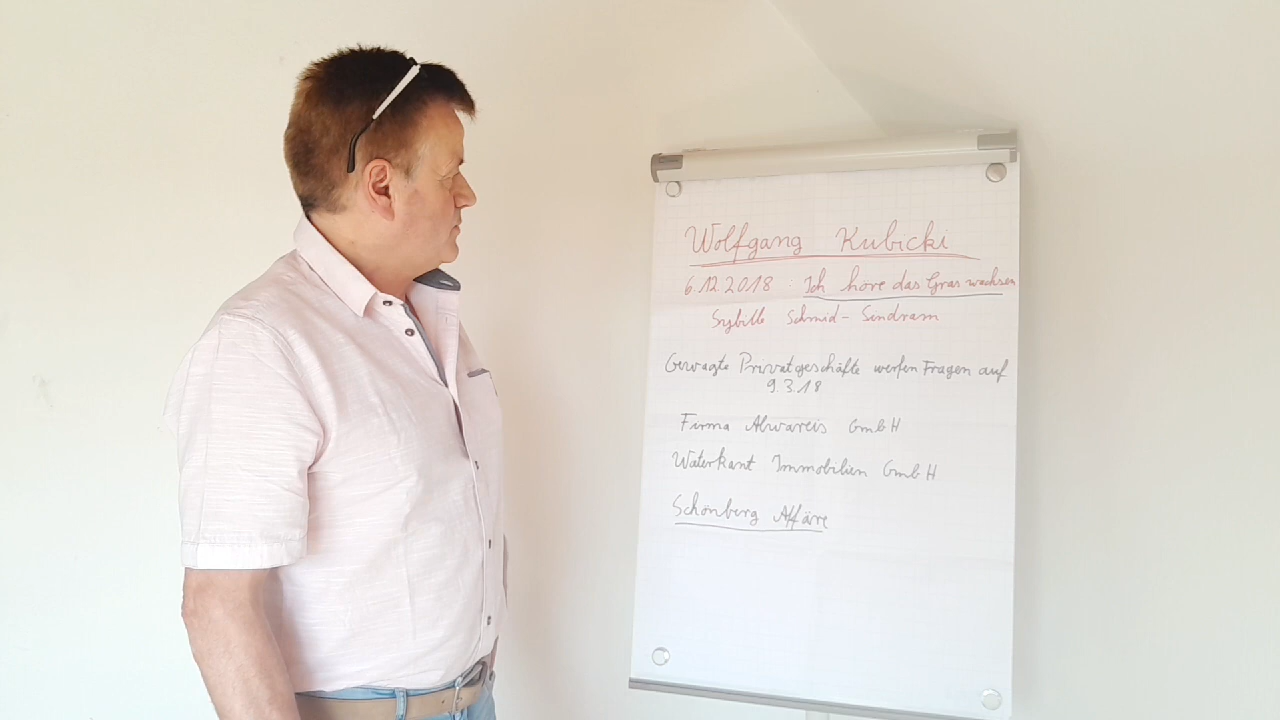 Wolfgang Kubicki
6.12.2018 Ich höre das Gras wachsen
Sybille Schmid-Sendram
Gewagte Privatgeschäfte werfen Fragen auf
9.3.18
Firma GmbH
Waterkant Immobilien GmbH
Schönberg Affäre